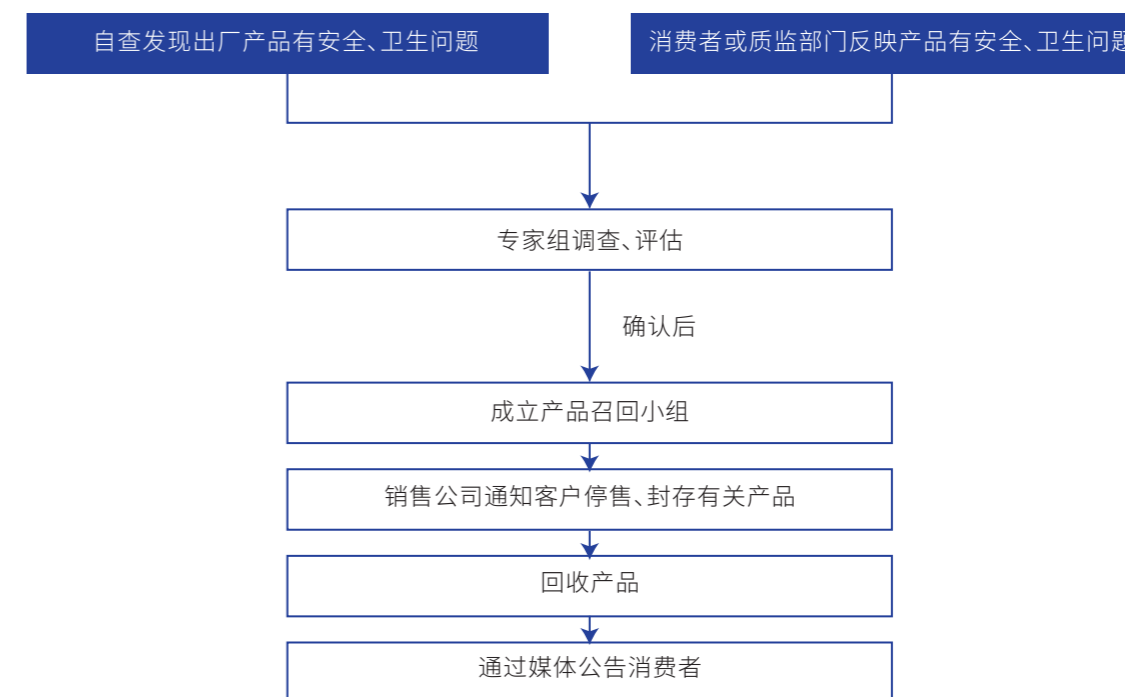 自查发现出厂产品有安全、卫生问题
消费者或质监部门反映产品有安全、卫生问题
专家组调查、评估
确认后
成立产品召回小组
销售公司通知客户停售、封存有关产品
回收产品
通过媒体公告消费者